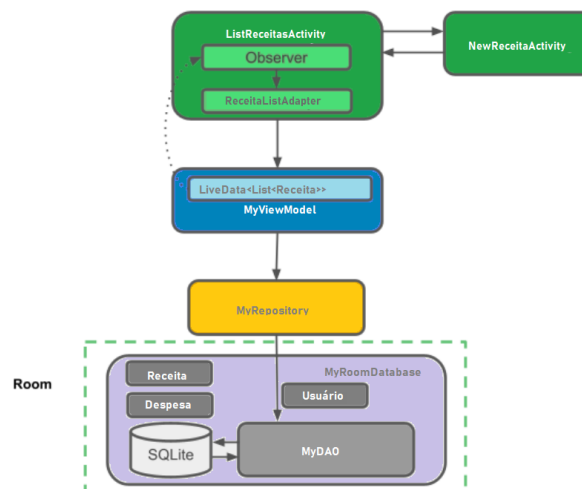 ListReceitasActivity
Observer
NewReceitaActivity
ReceitaListAdapter
LiveData<List<Receita>>
MyViewModel
MyRepository
MyRoomDatabase
Room
Receita
Usuário
Despesa
SQLite
MyDAO